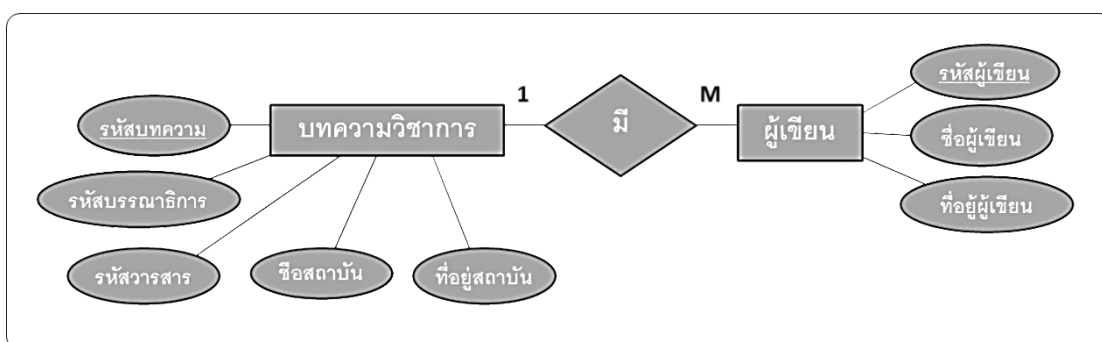 รหัสบทความ
บทความวิชาการ
1
มี
M
ผู้เขียน
รหัสผู้เขียน
ชื่อผู้เขียน
ที่อยู่ผู้เขียน
รหัสบรรณาธิการ
รหัสวารสาร
ชื่อสถาบัน
ที่อยู่สถาบัน